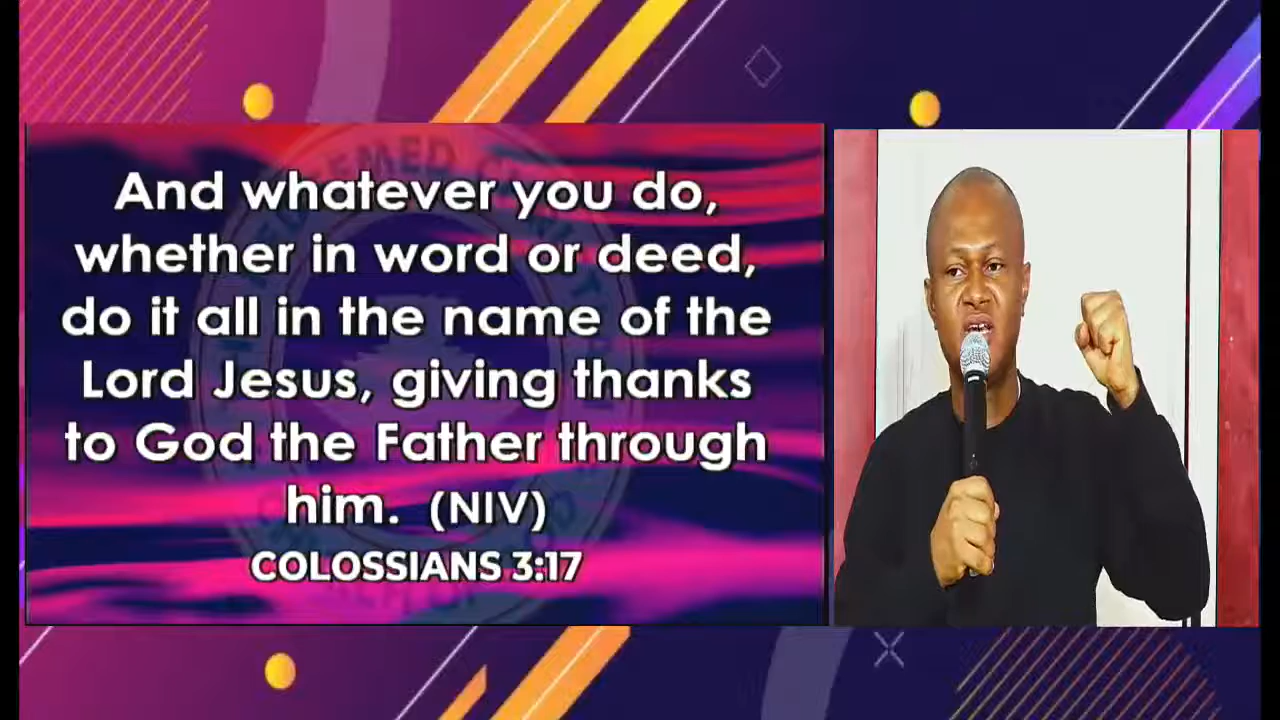 And whatever you do,
whether in word or deed,
do it all in the name of the
Lord Jesus, giving thanks
to God the Father through
him. (NIV)
COLOSSIANS 3:17